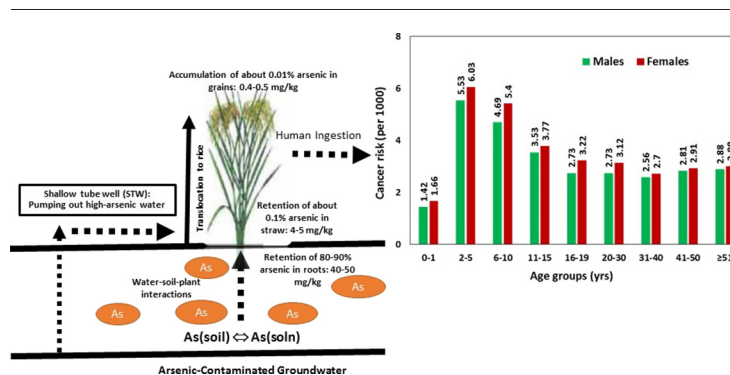 Accumulation of about 0.01% arsenic in
grains: 0.4-0.5 mg/kg
Translocation to rice
Human Ingestion
Shallow tube well (STW):
Pumping out high-arsenic water
Retention of about
0.1% arsenic in
straw: 4-5 mg/kg
Retention of 80-90%
arsenic in roots: 40-50
mg/kg
Water-soil-plant
interactions
As
As
As
As
As
As(soil) ⇔ As(soln)
Arsenic-Contaminated Groundwater
Cancer risk (per 1000)
8
6
4
2
0
Males
Females
1.42
1.66
5.53
6.03
4.69
5.4
3.53
3.77
2.73
3.22
2.73
3.12
2.56
2.7
2.81
2.91
2.88
0-1
2-5
6-10
11-15
16-19
20-30
31-40
41-50
≥51
Age groups (yrs)